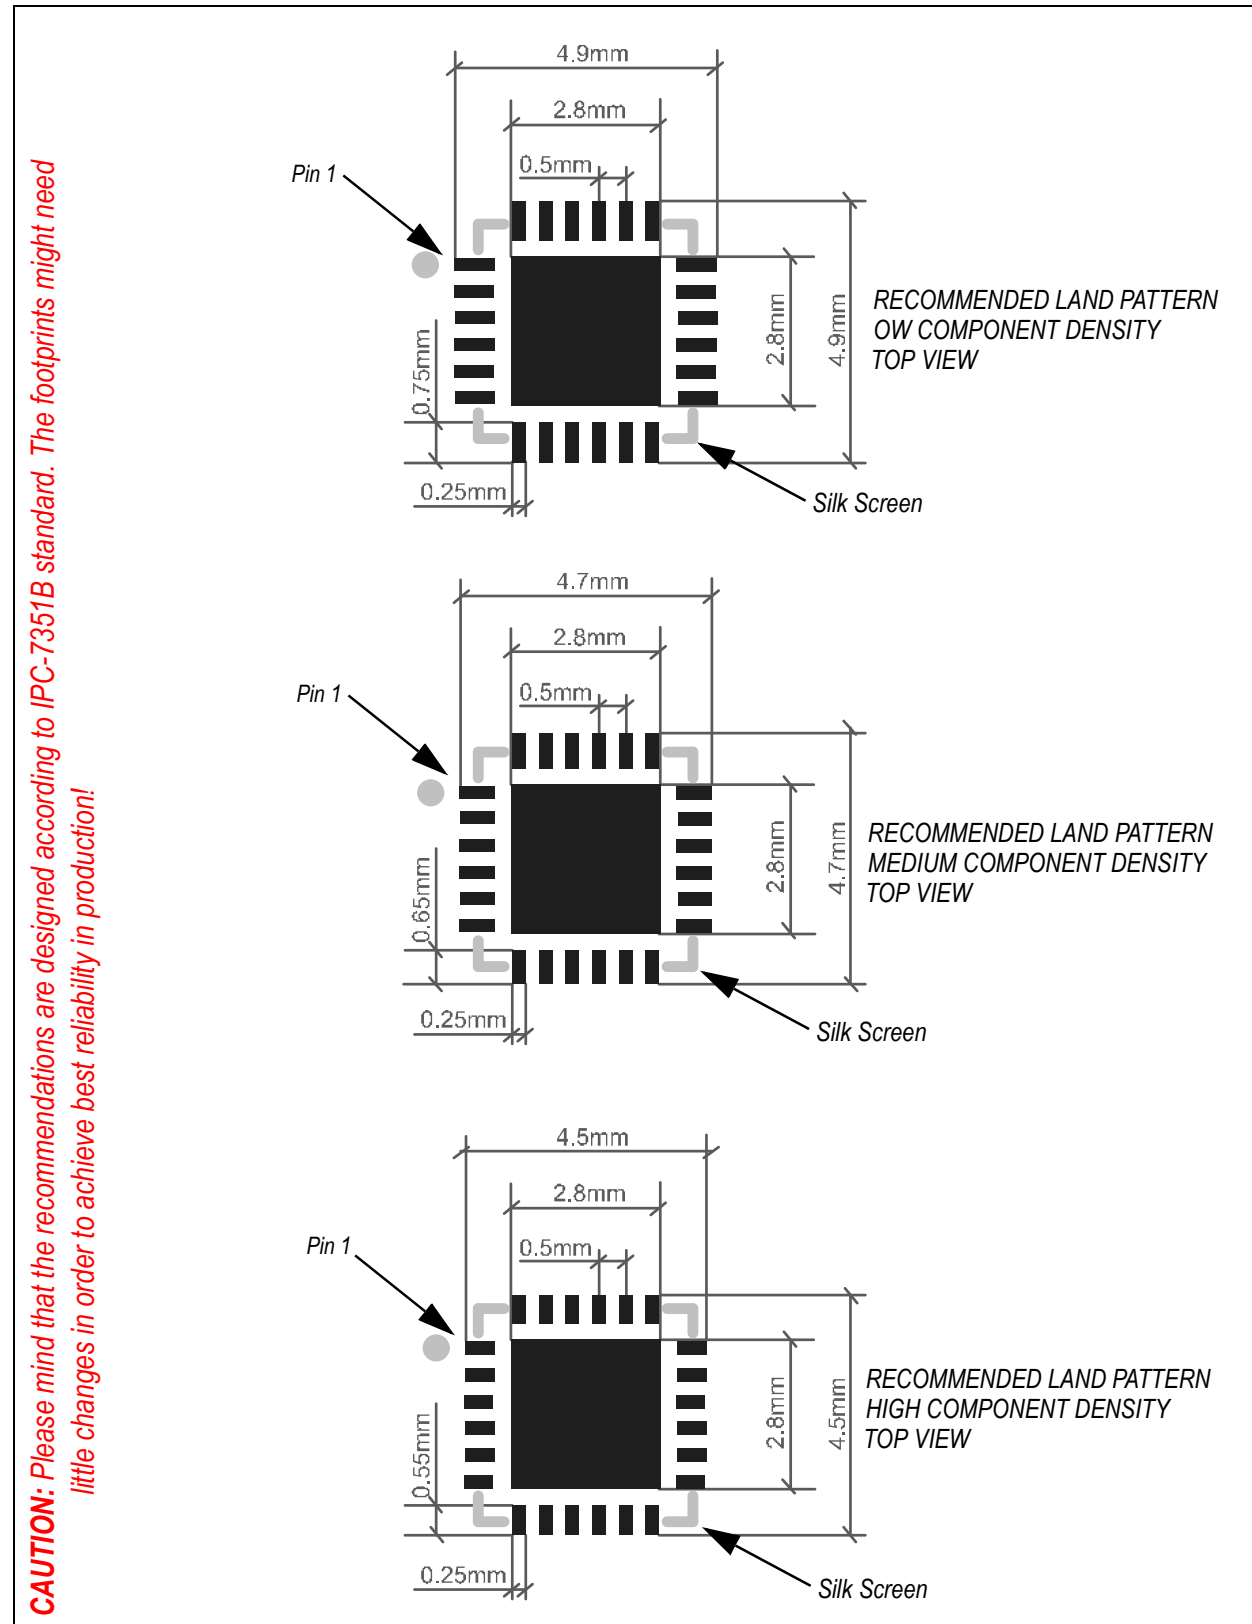 CAUTION: Please mind that the recommendations are designed according to IPC-7351B standard. The footprints might need
little changes in order to achieve best reliability in production!
4.9mm
2.8mm
0.5mm
Pin 1
2.8mm
4.9mm
RECOMMENDED LAND PATTERN
OW COMPONENT DENSITY
TOP VIEW
0.75mm
0.25mm
Silk Screen
4.7mm
2.8mm
0.5mm
Pin 1
2.8mm
4.7mm
RECOMMENDED LAND PATTERN
MEDIUM COMPONENT DENSITY
TOP VIEW
0.65mm
0.25mm
Silk Screen
4.5mm
2.8mm
0.5mm
Pin 1
2.8mm
4.5mm
RECOMMENDED LAND PATTERN
HIGH COMPONENT DENSITY
TOP VIEW
0.55mm
0.25mm
Silk Screen